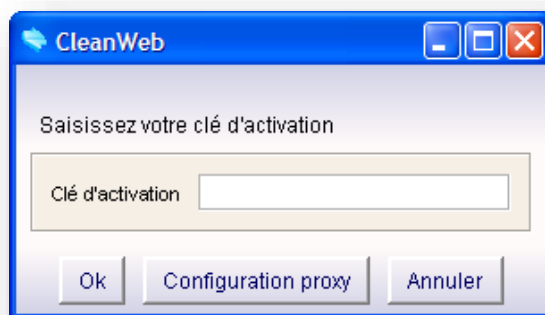 CleanWeb
Saisissez votre clé d'activation
Clé d'activation
Ok Configuration proxy Annuler